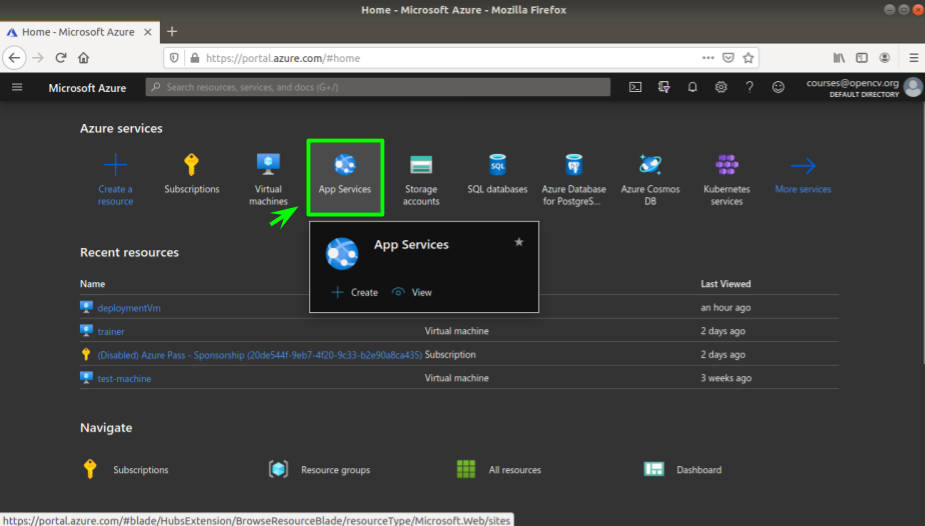 Home - Microsoft Azure - Mozilla Firefox
Home - Microsoft Azure
https://portal.azure.com/#home
Microsoft Azure
Search resources, services, and docs (G+/)
courses@opencv.org
DEFAULT DIRECTORY
Azure services
Create a
resource
Subscriptions
Virtual
machines
App Services
Storage
accounts
SQL
SQL databases
Azure Database
for PostgreS...
Azure Cosmos
DB
Kubernetes
services
More services
App Services
Create
View
Recent resources
Name
Last Viewed
deploymentVm
an hour ago
trainer
Virtual machine
2 days ago
(Disabled) Azure Pass - Sponsorship (20de544f-9eb7-4f20-9c33-b2e90a8ca435)
Subscription
2 days ago
test-machine
Virtual machine
3 weeks ago
Navigate
Subscriptions
Resource groups
All resources
Dashboard
https://portal.azure.com/#blade/HubsExtension/BrowseResourceBlade/resourceType/Microsoft.Web/sites